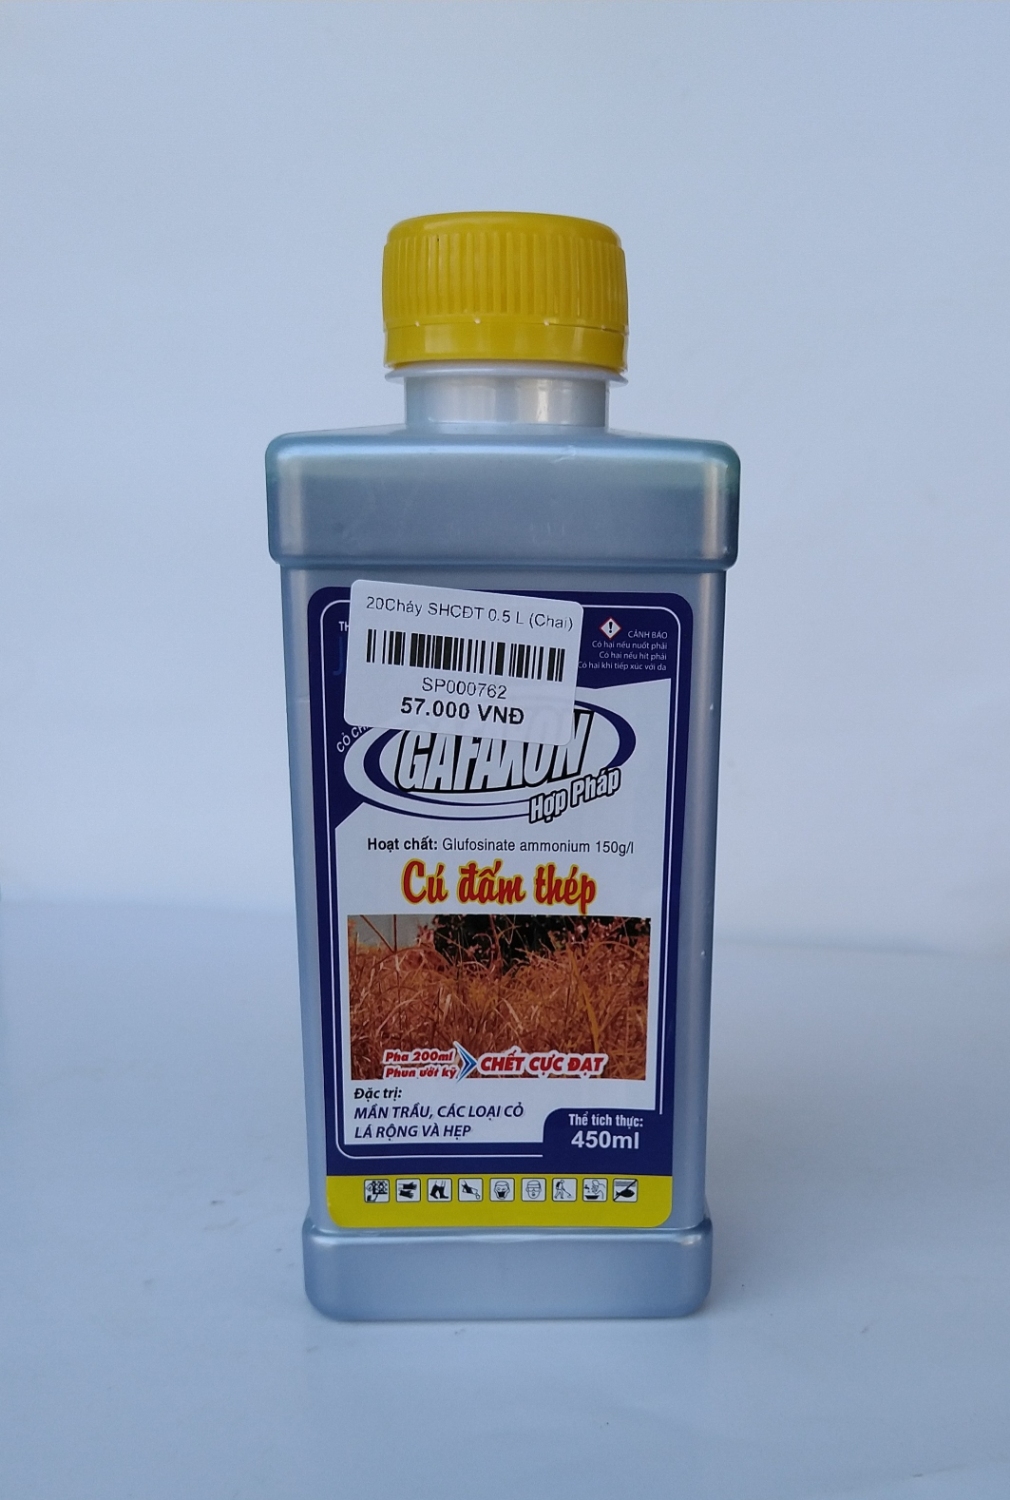 20Cháy SHCĐT 0.5 L (Chai)
SP000762
57.000 VNĐ
CẢNH BÁO
Có hại nếu nuốt phải
Có hại nếu hít phải
Có hại khi tiếp xúc với da
GAFAXON
Hợp Pháp
Hoạt chất: Glufosinate ammonium 150g/l
Cú đấm thép
Pha 200ml
Phun ướt kỹ
CHẾT CỰC ĐẠT
Đặc trị:
MẦN TRẦU, CÁC LOẠI CỎ
LÁ RỘNG VÀ HẸP
Thể tích thực:
450ml